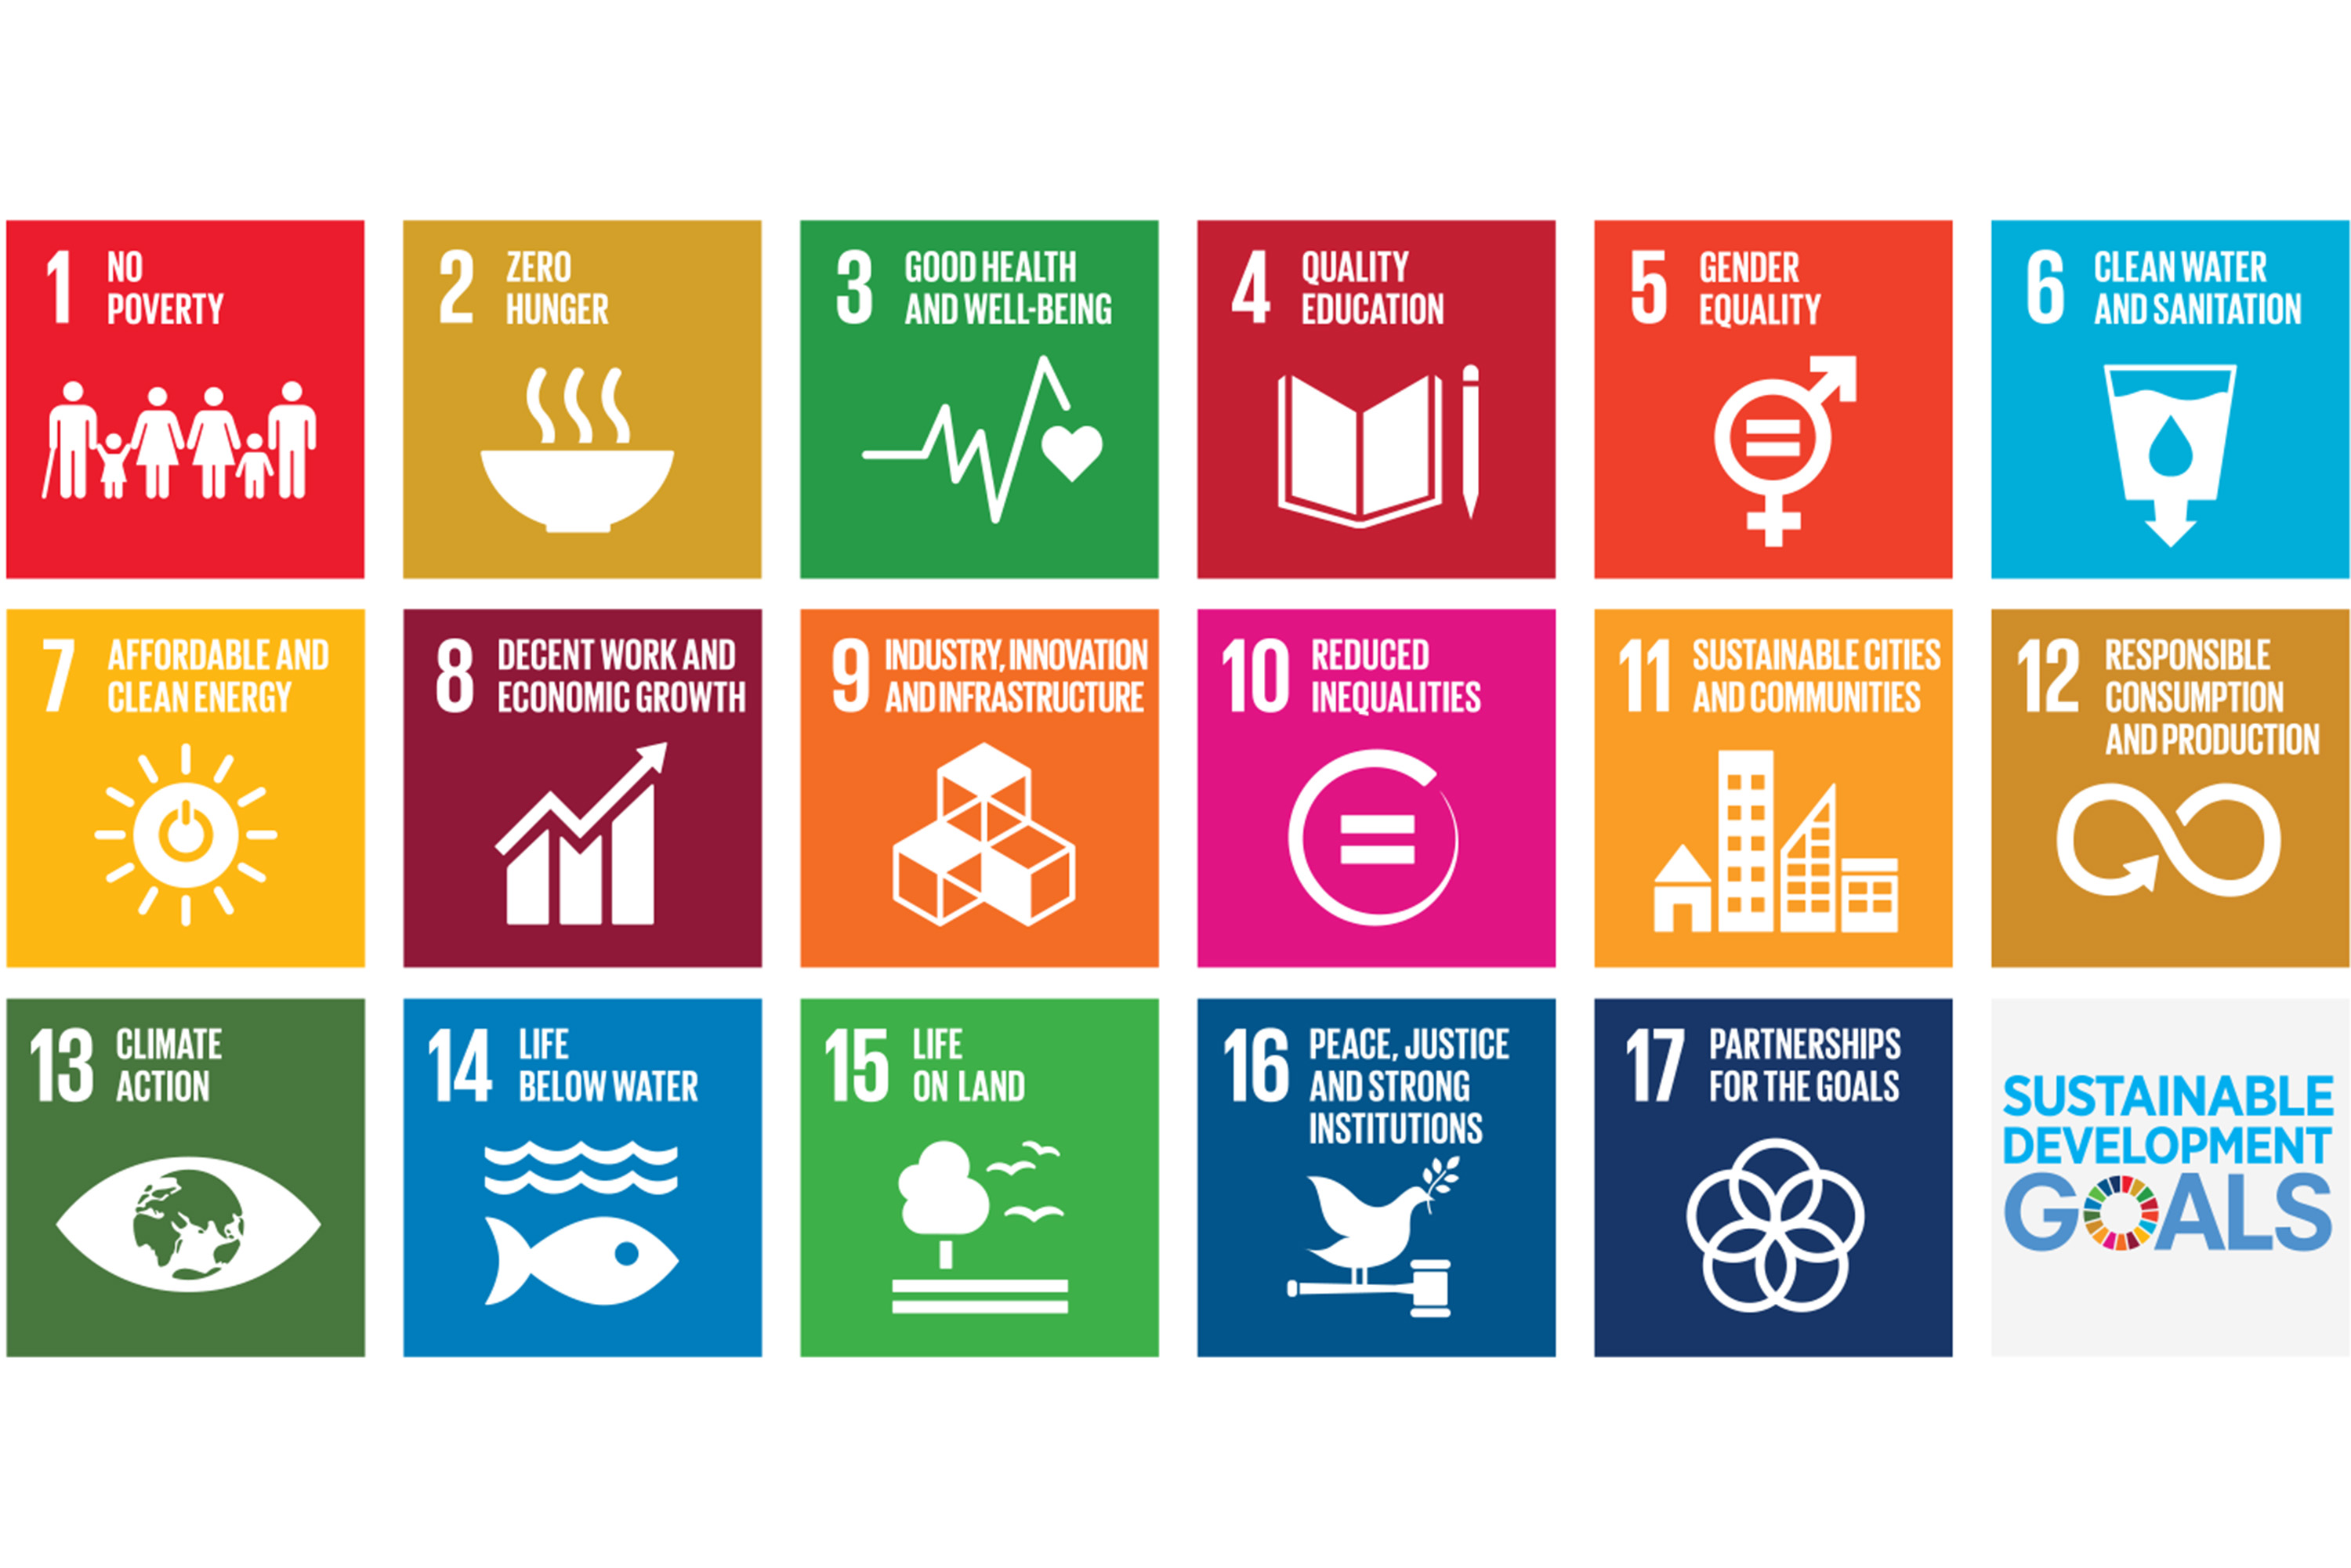 1 NO
POVERTY
2 ZERO
HUNGER
3 GOOD HEALTH
AND WELL-BEING
4 QUALITY
EDUCATION
5 GENDER
EQUALITY
6 CLEAN WATER
AND SANITATION
7 AFFORDABLE AND
CLEAN ENERGY
8 DECENT WORK AND
ECONOMIC GROWTH
9 INDUSTRY, INNOVATION
AND INFRASTRUCTURE
10 REDUCED
INEQUALITIES
11 SUSTAINABLE CITIES
AND COMMUNITIES
12 RESPONSIBLE
CONSUMPTION
AND PRODUCTION
13 CLIMATE
ACTION
14 LIFE
BELOW WATER
15 LIFE
ON LAND
16 PEACE, JUSTICE
AND STRONG
INSTITUTIONS
17 PARTNERSHIPS
FOR THE GOALS
SUSTAINABLE
DEVELOPMENT
GOALS